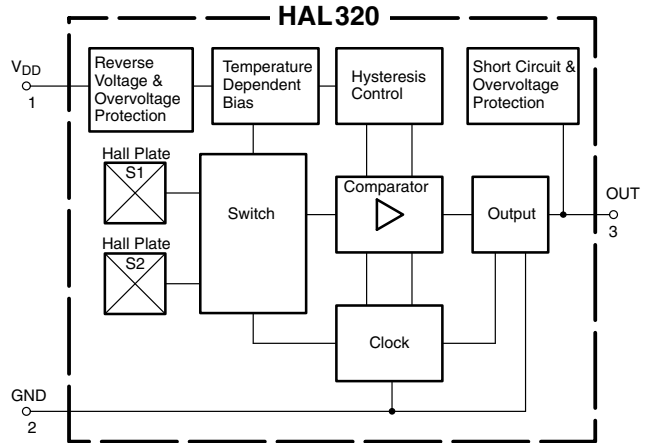 HAL320
VDD
1
Reverse
Voltage &
Overvoltage
Protection
Temperature
Dependent
Bias
Hysteresis
Control
Short Circuit &
Overvoltage
Protection
Hall Plate
S1
Hall Plate
S2
Switch
Comparator
Output
OUT
3
Clock
GND
2